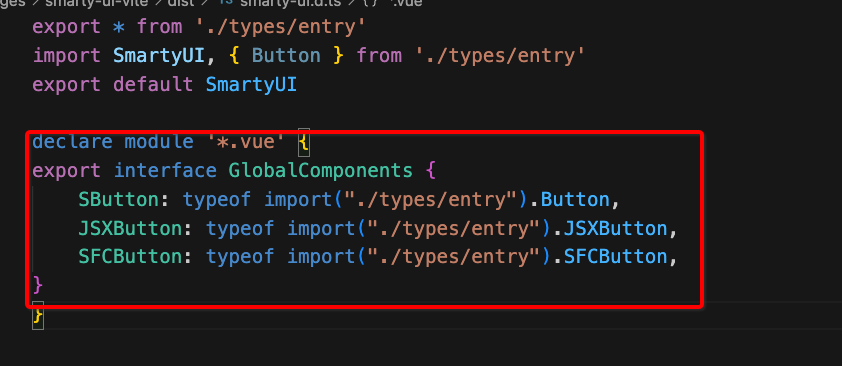 ges > smarty-ui-vite > dist > TS smarty-ui.d.ts > {} '*.vue'
export * from './types/entry'
import SmartyUI, { Button } from './types/entry'
export default SmartyUI
declare module '*.vue' {
export interface GlobalComponents {
    SButton: typeof import("./types/entry").Button,
    JSXButton: typeof import("./types/entry").JSXButton,
    SFCButton: typeof import("./types/entry").SFCButton,
}
}